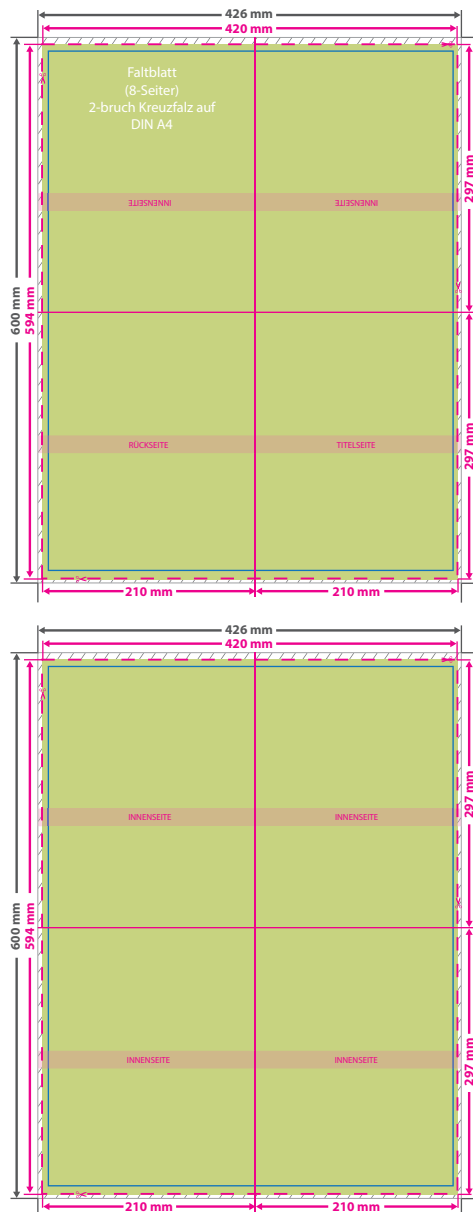 426 mm
420 mm
Faltblatt
(8-Seiter)
2-bruch Kreuzfalz auf
DIN A4
INNENSEITE INNENSEITE
297 mm
600 mm
594 mm
RÜCKSEITE TITELSEITE
297 mm
210 mm 210 mm
426 mm
420 mm
INNENSEITE INNENSEITE
297 mm
600 mm
594 mm
INNENSEITE INNENSEITE
297 mm
210 mm 210 mm